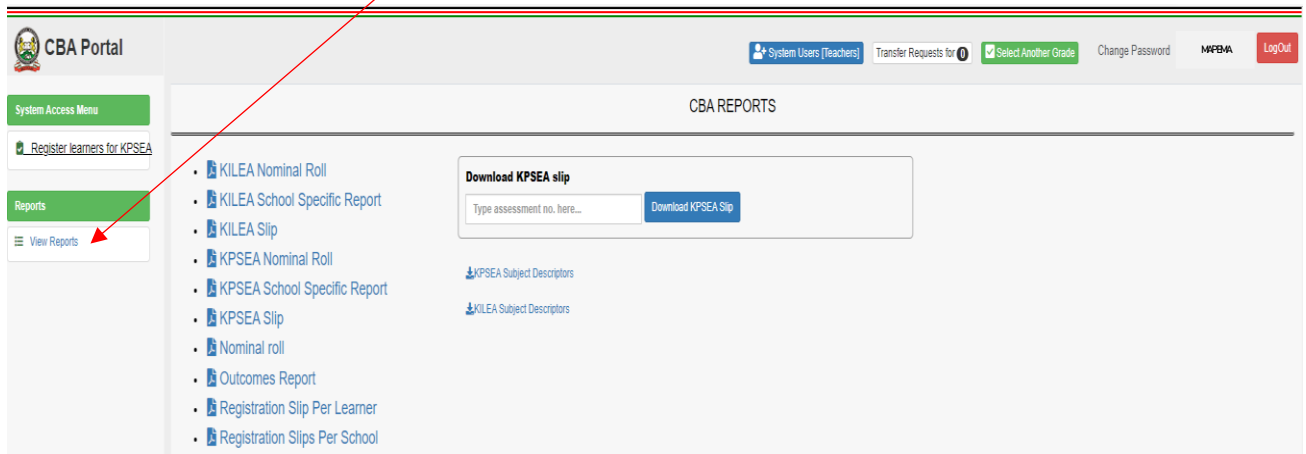 CBA Portal
System Users [Teachers]
Transfer Requests for 0
Select Another Grade
Change Password
MAPEMA
LogOut
System Access Menu
Register learners for KPSEA
Reports
View Reports
CBA REPORTS
KILEA Nominal Roll
KILEA School Specific Report
KILEA Slip
KPSEA Nominal Roll
KPSEA School Specific Report
KPSEA Slip
Nominal roll
Outcomes Report
Registration Slip Per Learner
Registration Slips Per School
Download KPSEA slip
Type assessment no. here...
Download KPSEA Slip
KPSEA Subject Descriptors
KILEA Subject Descriptors